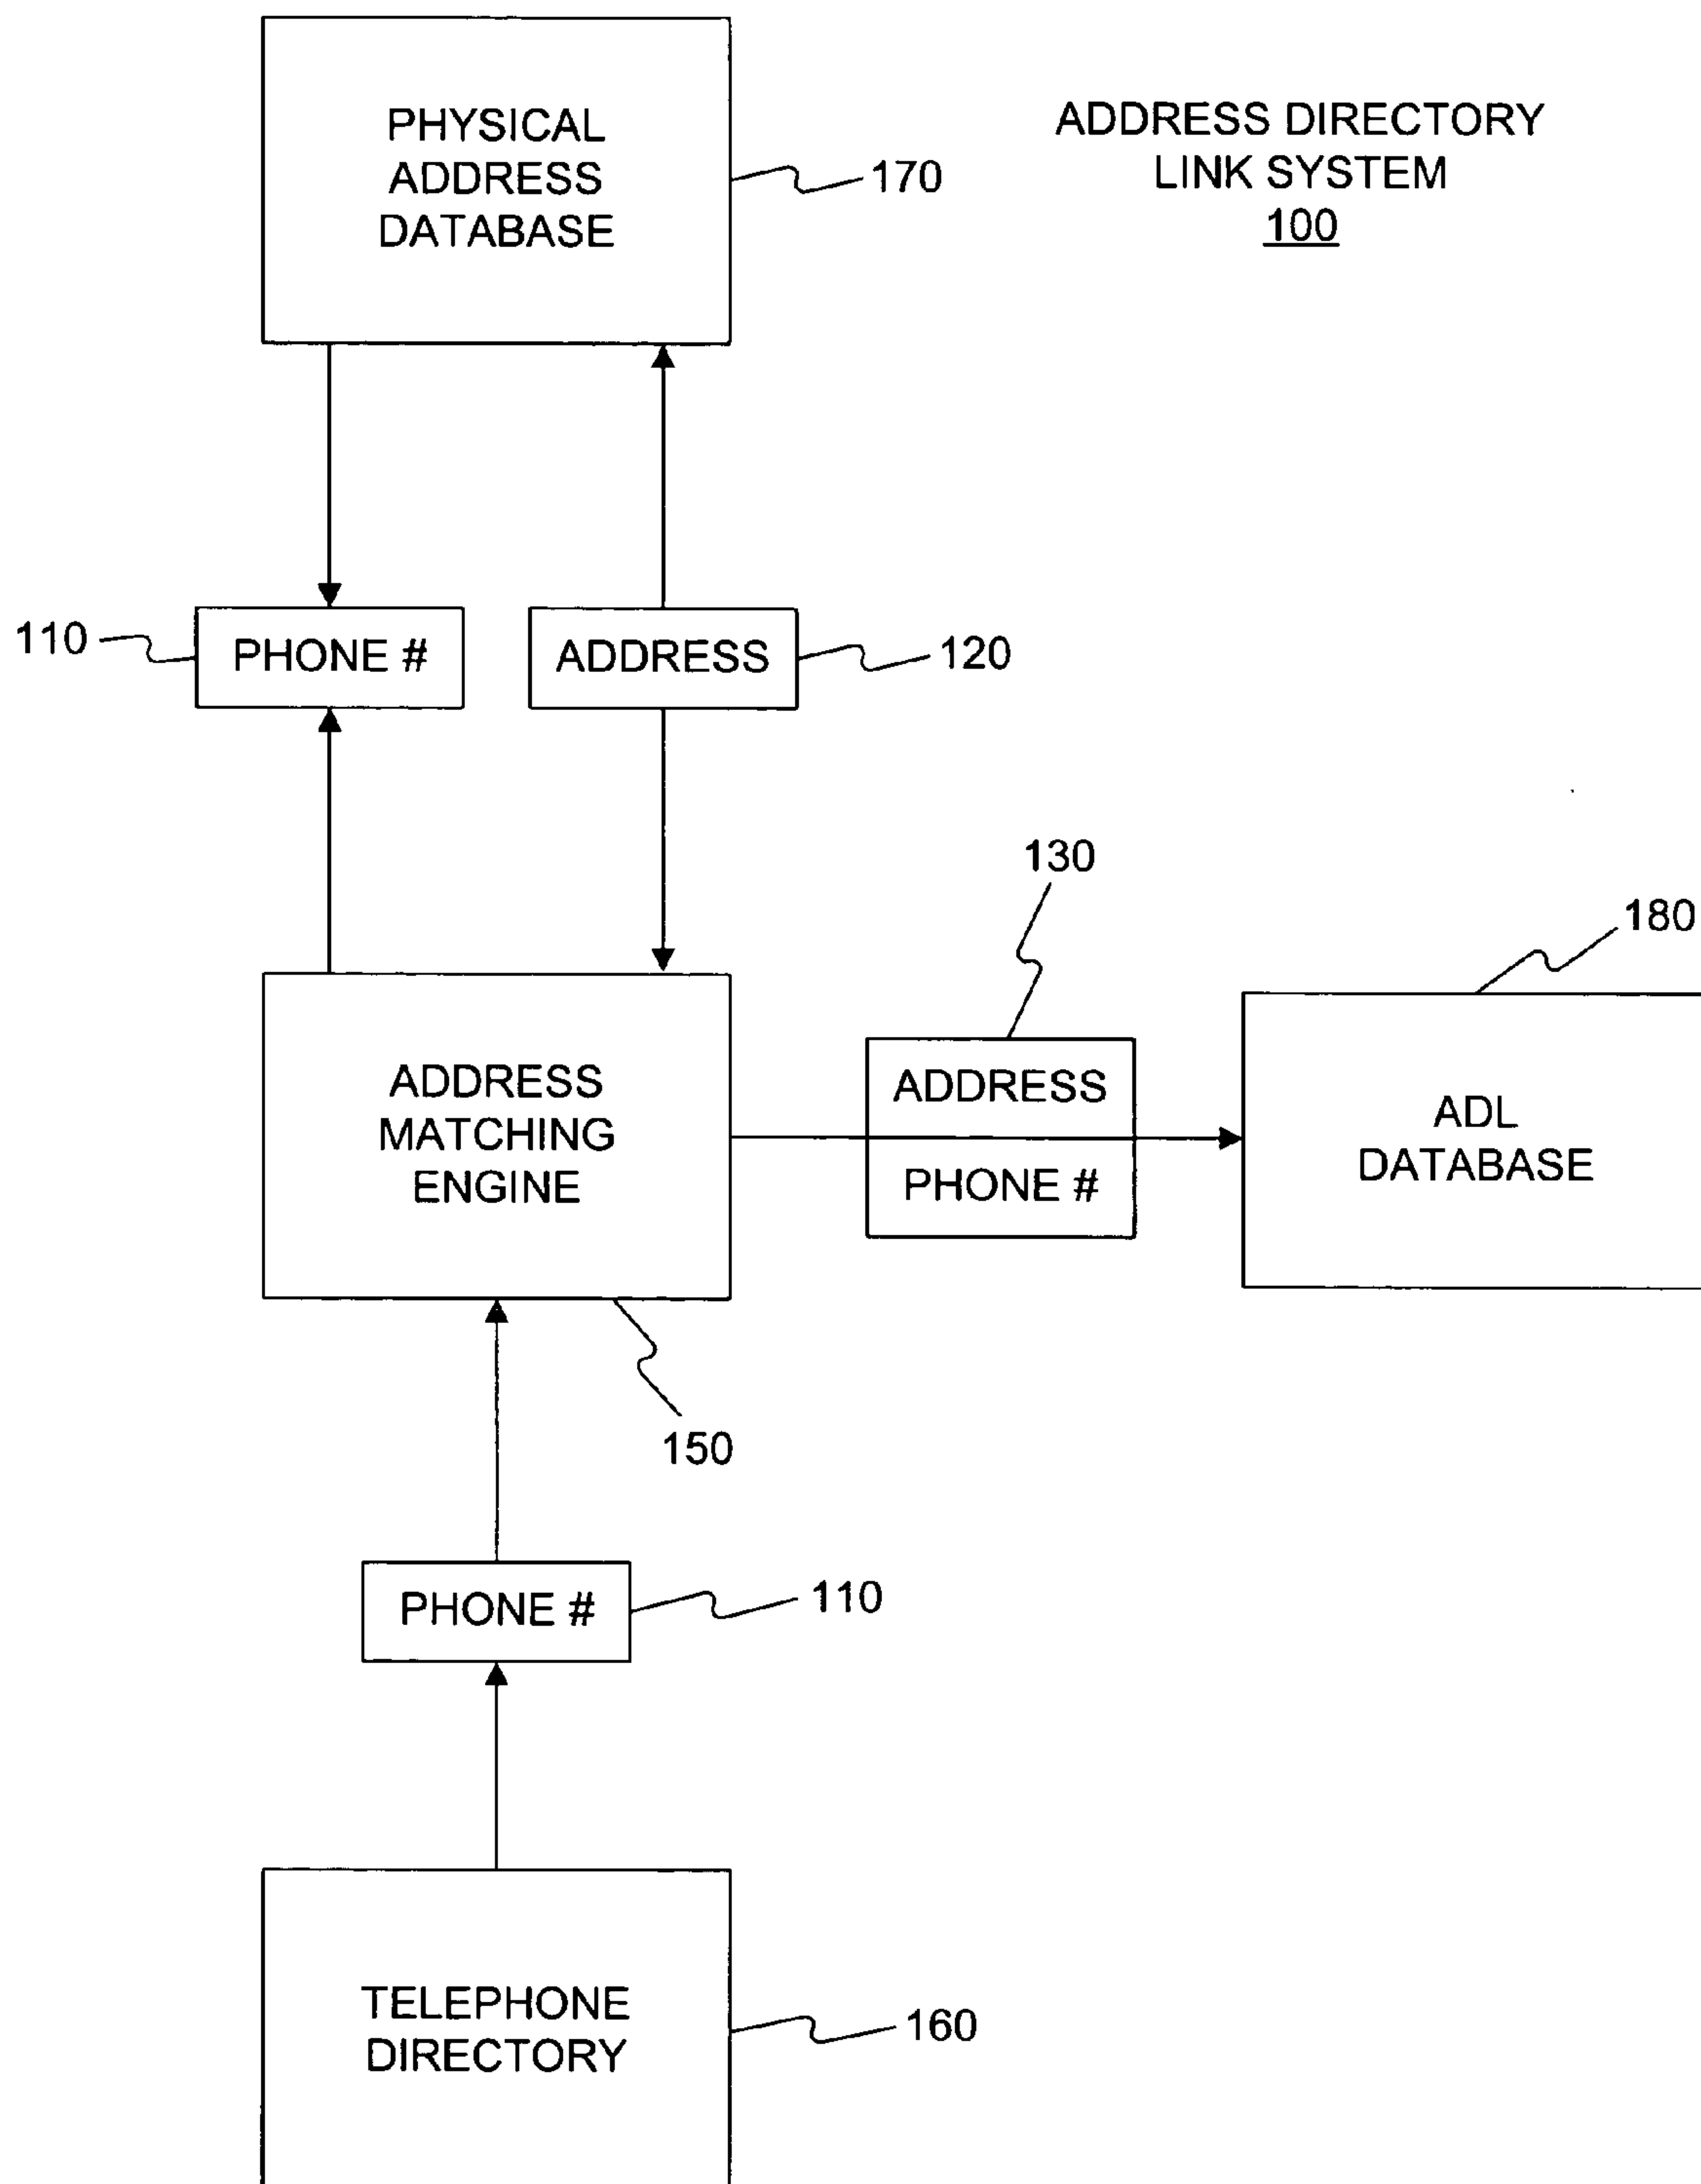 PHYSICAL
ADDRESS
DATABASE
170
ADDRESS DIRECTORY
LINK SYSTEM
100
110
PHONE #
ADDRESS
120
130
180
ADDRESS
MATCHING
ENGINE
ADDRESS
PHONE #
ADL
DATABASE
150
PHONE #
110
TELEPHONE
DIRECTORY
160